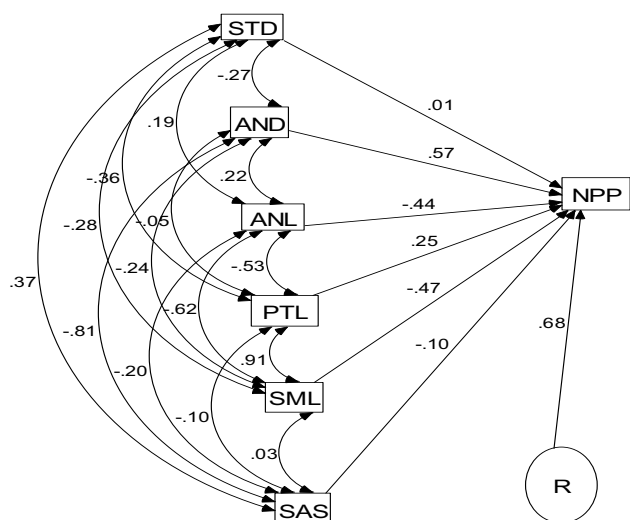 STD
-.27
.01
.19
AND
.57
NPP
-.36
.22
-.44
-.28
-.05
ANL
.25
.37
-.24
-.53
-.47
-.62
PTL
.68
-.81
.91
-.10
-.20
SML
-.10
.03
R
SAS